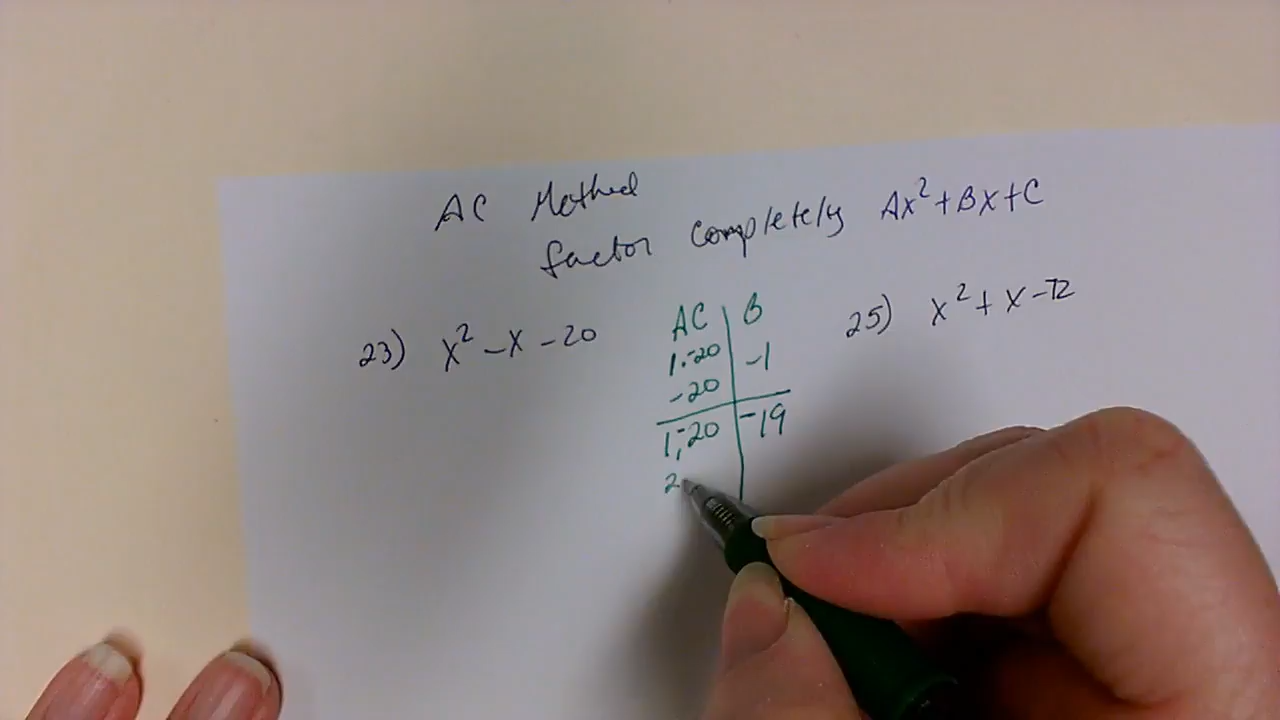 AC Method
factor completely Ax²+Bx+C
23) x² - x - 20
AC | B
1·-20 | -1
-20
1,-20 | -19
2
25) x² + x - 72